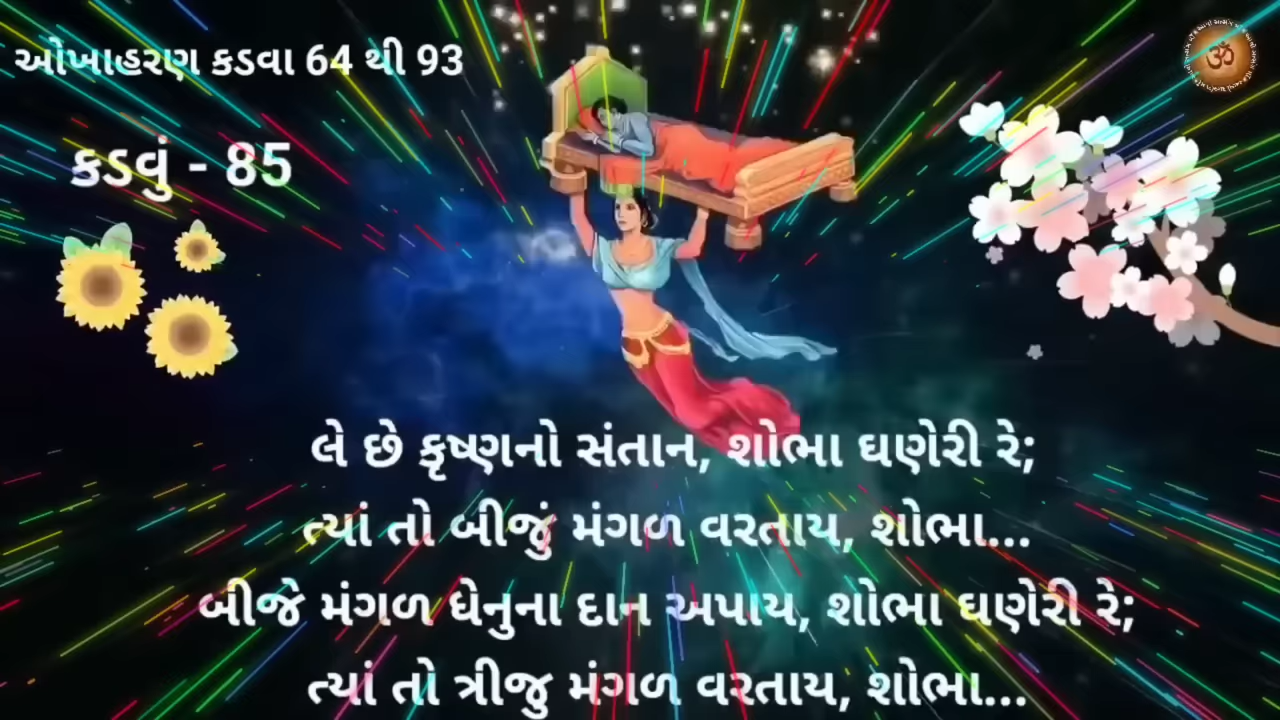 ઓખાહરણ કડવા 64 થી 93
કડવું - 85
લે છે કૃષ્ણનો સંતાન, શોભા ઘણેરી રે;
ત્યાં તો બીજું મંગળ વરતાય, શોભા...
બીજે મંગળ ધેનુના દાન અપાય, શોભા ઘણેરી રે;
ત્યાં તો ત્રીજુ મંગળ વરતાય, શોભા...
ૐ